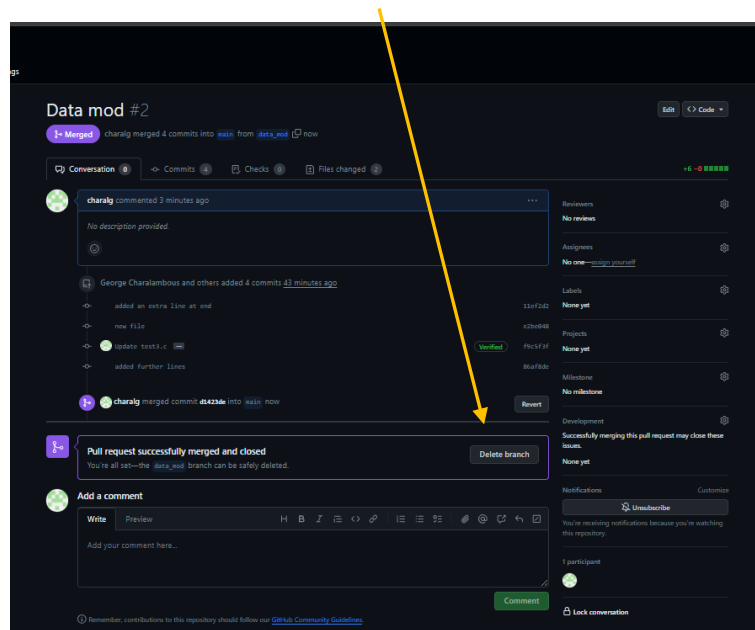 ngs
Data mod #2
Edit
<> Code
Merged
charalg merged 4 commits into main from data_mod now
Conversation 0
Commits 4
Checks 0
Files changed 2
+6 −0
charalg commented 3 minutes ago
No description provided.
George Charalambous and others added 4 commits 43 minutes ago
added an extra line at end
11ef2d2
new file
e2be048
Update test3.c
Verified
f9c5f3f
added further lines
86af8de
charalg merged commit d1423de into main now
Revert
Pull request successfully merged and closed
You're all set—the data_mod branch can be safely deleted.
Delete branch
Add a comment
Write
Preview
H B I
Add your comment here...
Comment
Remember, contributions to this repository should follow our GitHub Community Guidelines.
Reviewers
No reviews
Assignees
No one—assign yourself
Labels
None yet
Projects
None yet
Milestone
No milestone
Development
Successfully merging this pull request may close these
issues.
None yet
Notifications
Customize
Unsubscribe
You're receiving notifications because you're watching
this repository.
1 participant
Lock conversation